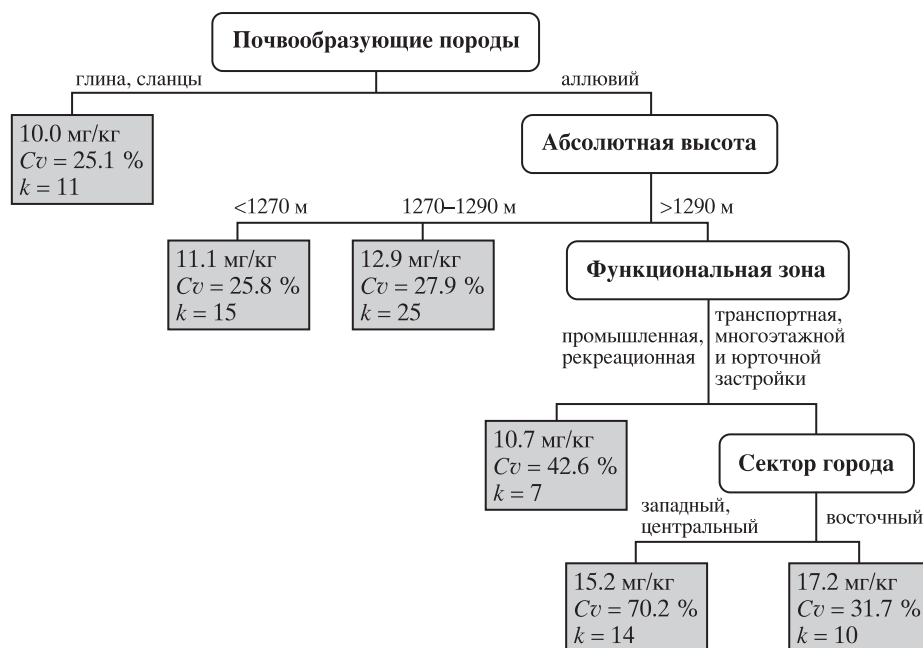 Почвообразующие породы
глина, сланцы
аллювий
10.0 мг/кг
Cv = 25.1 %
k = 11
Абсолютная высота
<1270 м
1270–1290 м
>1290 м
11.1 мг/кг
Cv = 25.8 %
k = 15
12.9 мг/кг
Cv = 27.9 %
k = 25
Функциональная зона
промышленная,
рекреационная
транспортная,
многоэтажной
и юрточной
застройки
10.7 мг/кг
Cv = 42.6 %
k = 7
Сектор города
западный,
центральный
восточный
15.2 мг/кг
Cv = 70.2 %
k = 14
17.2 мг/кг
Cv = 31.7 %
k = 10